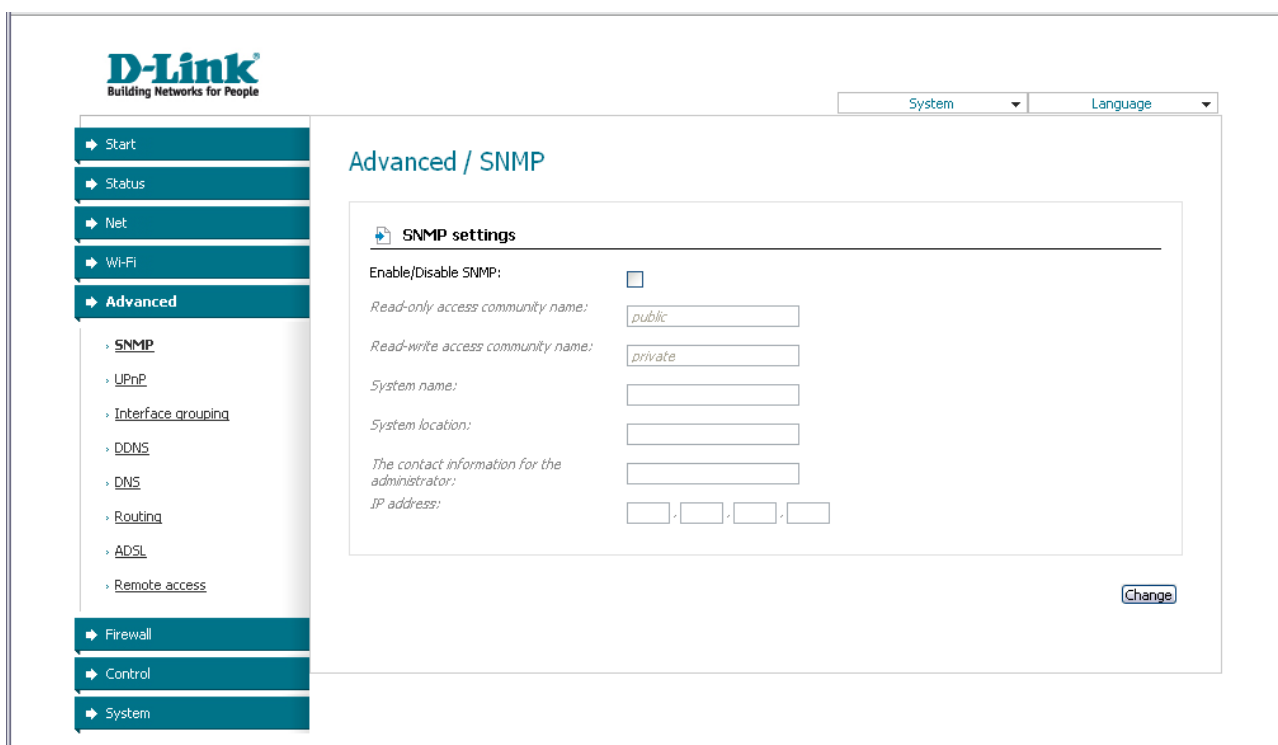 D-Link
Building Networks for People
System
Language
Start
Status
Net
Wi-Fi
Advanced
SNMP
UPnP
Interface grouping
DDNS
DNS
Routing
ADSL
Remote access
Firewall
Control
System
Advanced / SNMP
SNMP settings
Enable/Disable SNMP:
Read-only access community name:
public
Read-write access community name:
private
System name:
System location:
The contact information for the
administrator:
IP address:
. . .
Change